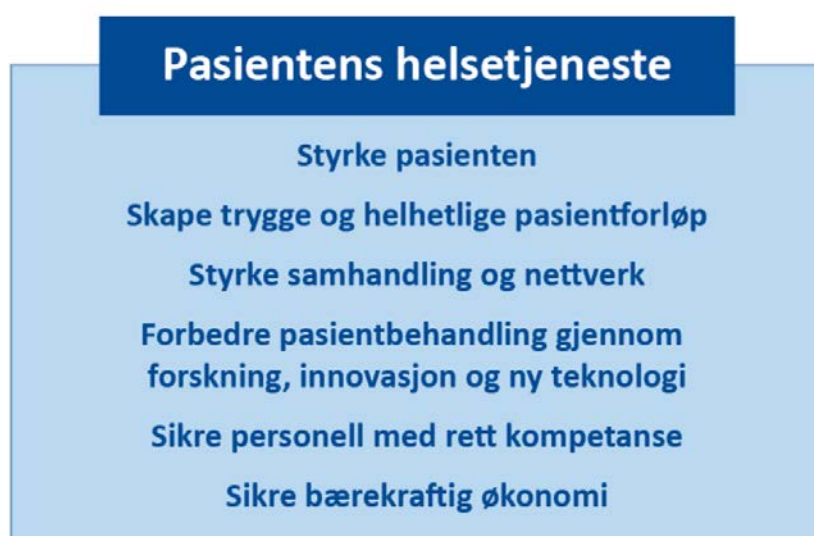 Pasientens helsetjeneste
Styrke pasienten
Skape trygge og helhetlige pasientforløp
Styrke samhandling og nettverk
Forbedre pasientbehandling gjennom
forskning, innovasjon og ny teknologi
Sikre personell med rett kompetanse
Sikre bærekraftig økonomi